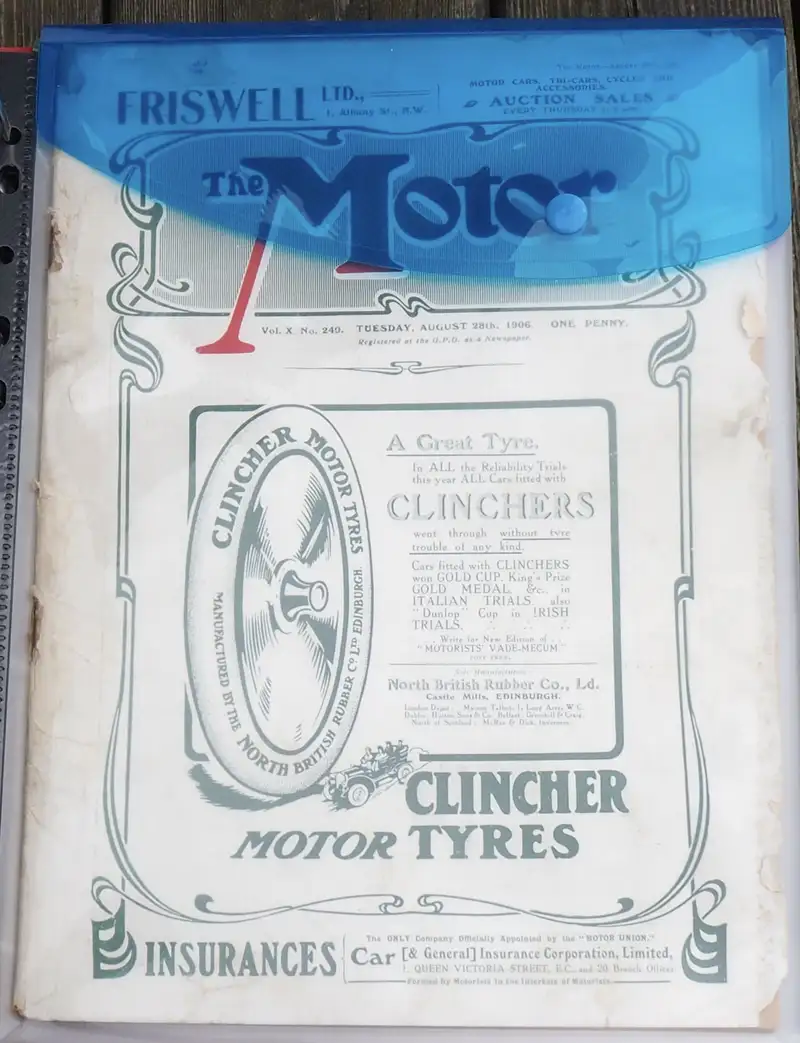 FRISWELL LTD.,
1, Albany St., N.W.
MOTOR CARS, TRI-CARS, CYCLES AND
ACCESSORIES.
AUCTION SALES
EVERY THURSDAY
The Motor
Vol. X. No. 249. TUESDAY, AUGUST 28th, 1906. ONE PENNY.
Registered at the G.P.O. as a Newspaper.
CLINCHER MOTOR TYRES
MANUFACTURED BY THE NORTH BRITISH RUBBER CO LTD EDINBURGH.
A Great Tyre.
In ALL the Reliability Trials
this year ALL Cars fitted with
CLINCHERS
went through without tyre
trouble of any kind.
Cars fitted with CLINCHERS
won GOLD CUP, King's Prize
GOLD MEDAL, &c., in
ITALIAN TRIALS, also
"Dunlop" Cup in IRISH
TRIALS.
Write for New Edition of
"MOTORISTS' VADE-MECUM."
POST FREE.
North British Rubber Co., Ld.
Castle Mills, EDINBURGH.
London Depot: 1, Long Acre, W.C.
CLINCHER
MOTOR TYRES
INSURANCES
The ONLY Company Officially Appointed by the "MOTOR UNION."
Car [& General] Insurance Corporation, Limited,
1, QUEEN VICTORIA STREET, E.C., and 20 Branch Offices
Formed by Motorists in the Interests of Motorists